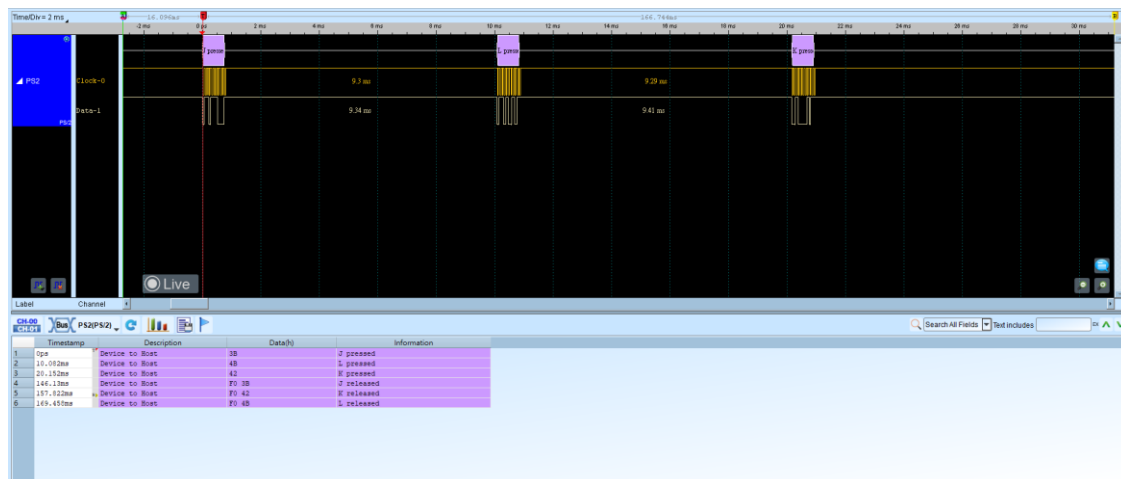 Time/Div = 2 ms
16.096ms 166.744ms
-2 ms 0 ps 2 ms 4 ms 6 ms 8 ms 10 ms 12 ms 14 ms 16 ms 18 ms 20 ms 22 ms 24 ms 26 ms 28 ms 30 ms
J press L press K press
PS2 Clock-0 9.3 ms 9.29 ms
Data-1 9.34 ms 9.41 ms
PS/2
Live
Label Channel
CH-00 CH-01 Bus PS2(PS/2) Search All Fields Text includes
Timestamp Description Data(h) Information
1 0ps Device to Host 3B J pressed
2 10.082ms Device to Host 4B L pressed
3 20.152ms Device to Host 42 K pressed
4 146.13ms Device to Host F0 3B J released
5 157.822ms Device to Host F0 42 K released
6 169.458ms Device to Host F0 4B L released